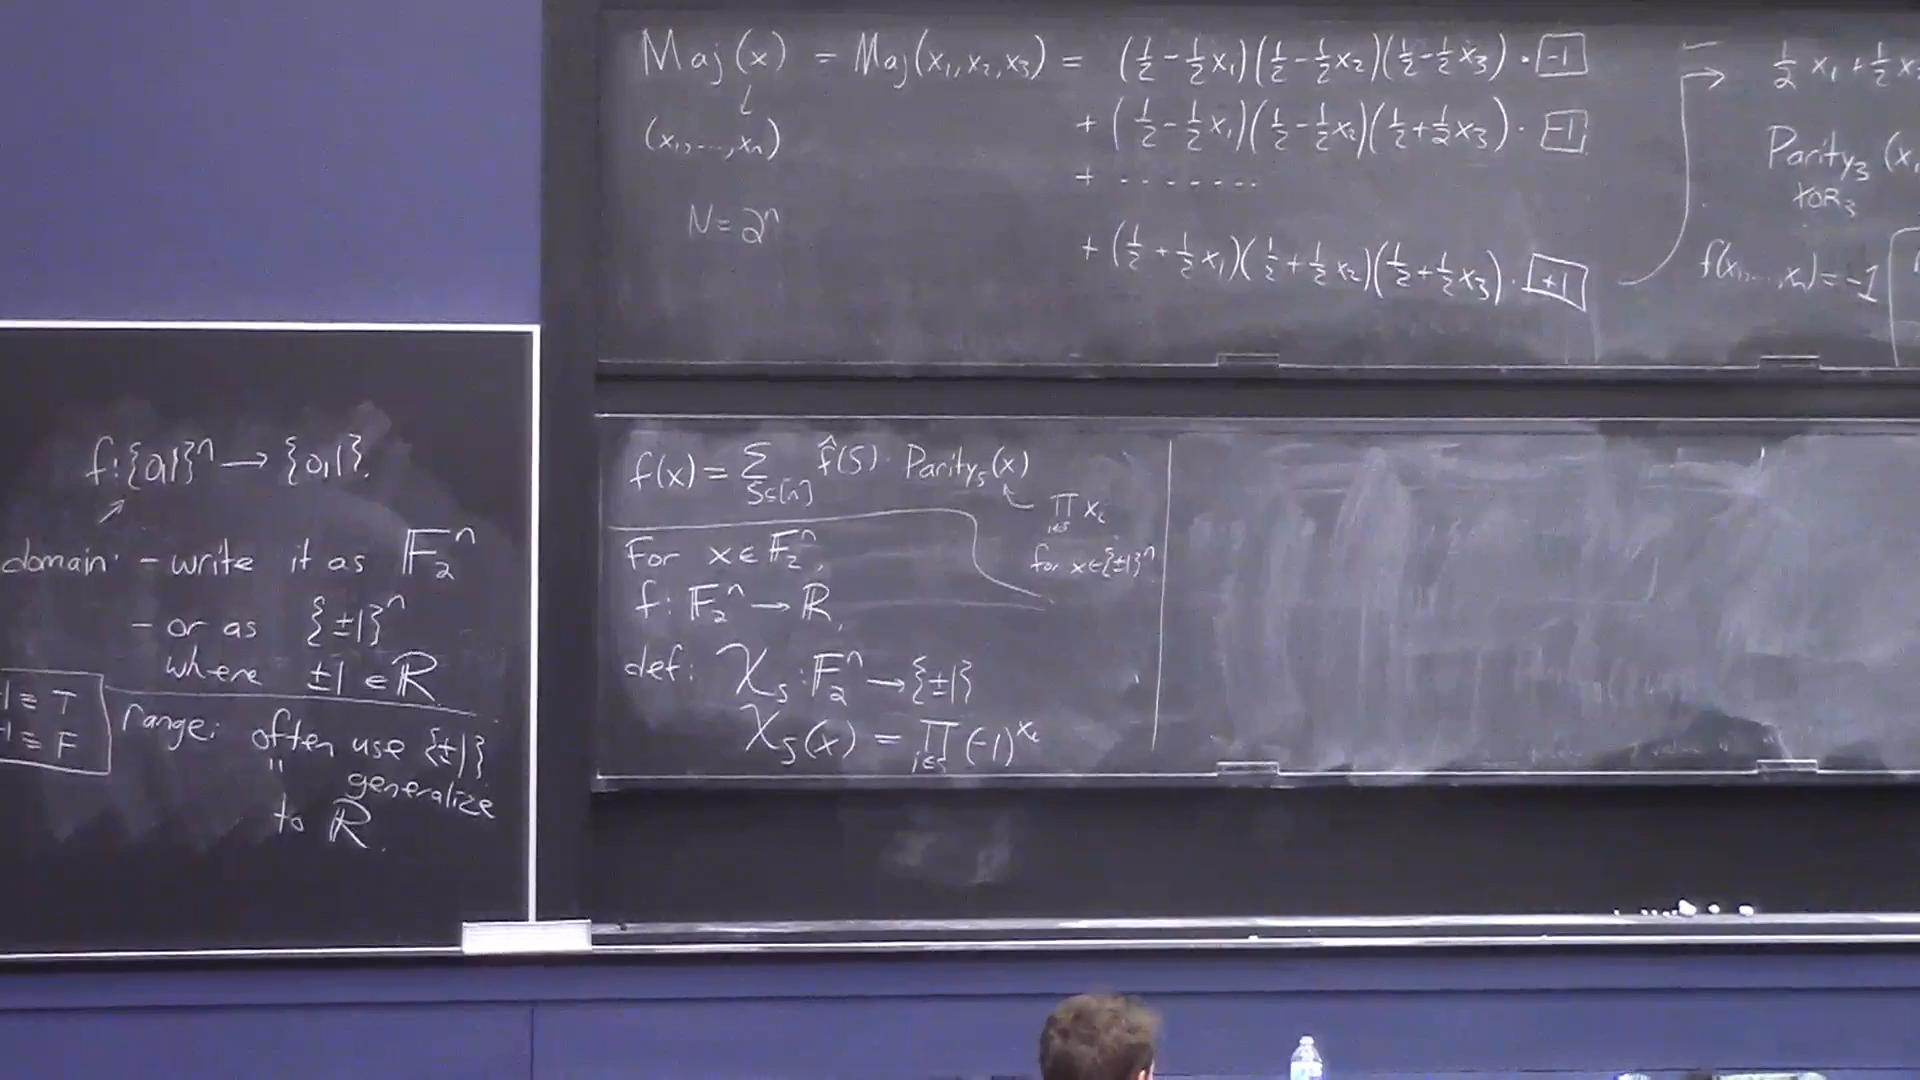 f:{0,1}ⁿ → {0,1}.
domain: - write it as 𝔽₂ⁿ
- or as {±1}ⁿ
where ±1 ∈ ℝ
-1 ≡ T
+1 ≡ F
range: often use {±1}
" generalize
to ℝ.
Maj(x) = Maj(x₁,x₂,x₃) = (½-½x₁)(½-½x₂)(½-½x₃)·[-1]
(x₁,...,xₙ)
+ (½-½x₁)(½-½x₂)(½+½x₃)·[-1]
+ .......
N=2ⁿ
+ (½+½x₁)(½+½x₂)(½+½x₃)·[+1]
½x₁+½x₂
Parity₃(x₁
XOR₃
f(x₁,...,xₙ)=-1
f(x) = Σ_{S⊆[n]} f̂(S)·Parity_S(x)
∏_{i∈S} xᵢ
for x∈{±1}ⁿ
For x∈𝔽₂ⁿ,
f: 𝔽₂ⁿ → ℝ,
def: χ_S: 𝔽₂ⁿ → {±1}
χ_S(x) = ∏_{i∈S} (-1)^{xᵢ}